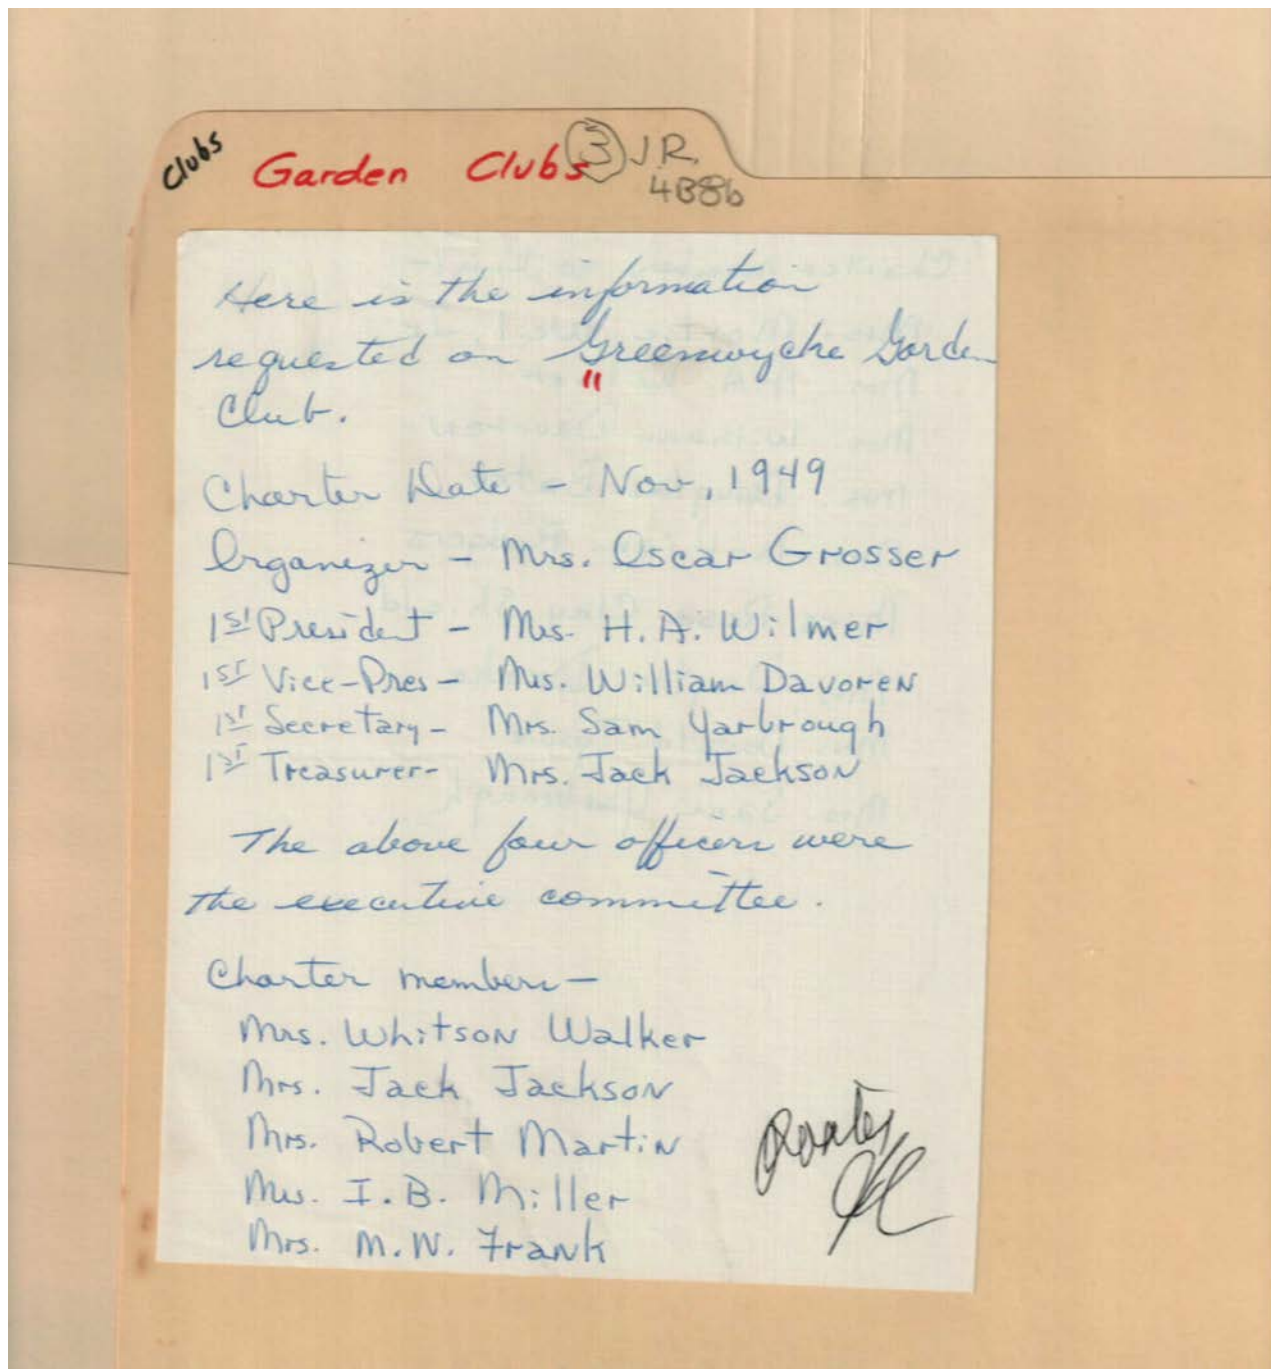 Clubs
Garden Clubs 3 J.R.
4B8b
Here is the information
requested on Greenwyche Garden
Club.
Charter Date - Nov, 1949
Organizer - Mrs. Oscar Grosser
1st President - Mrs. H.A. Wilmer
1st Vice-Pres - Mrs. William Davoren
1st Secretary - Mrs. Sam Yarbrough
1st Treasurer - Mrs. Jack Jackson
The above four officers were
the executive committee.
Charter members -
Mrs. Whitson Walker
Mrs. Jack Jackson
Mrs. Robert Martin
Mrs. I.B. Miller
Mrs. M.W. Frank